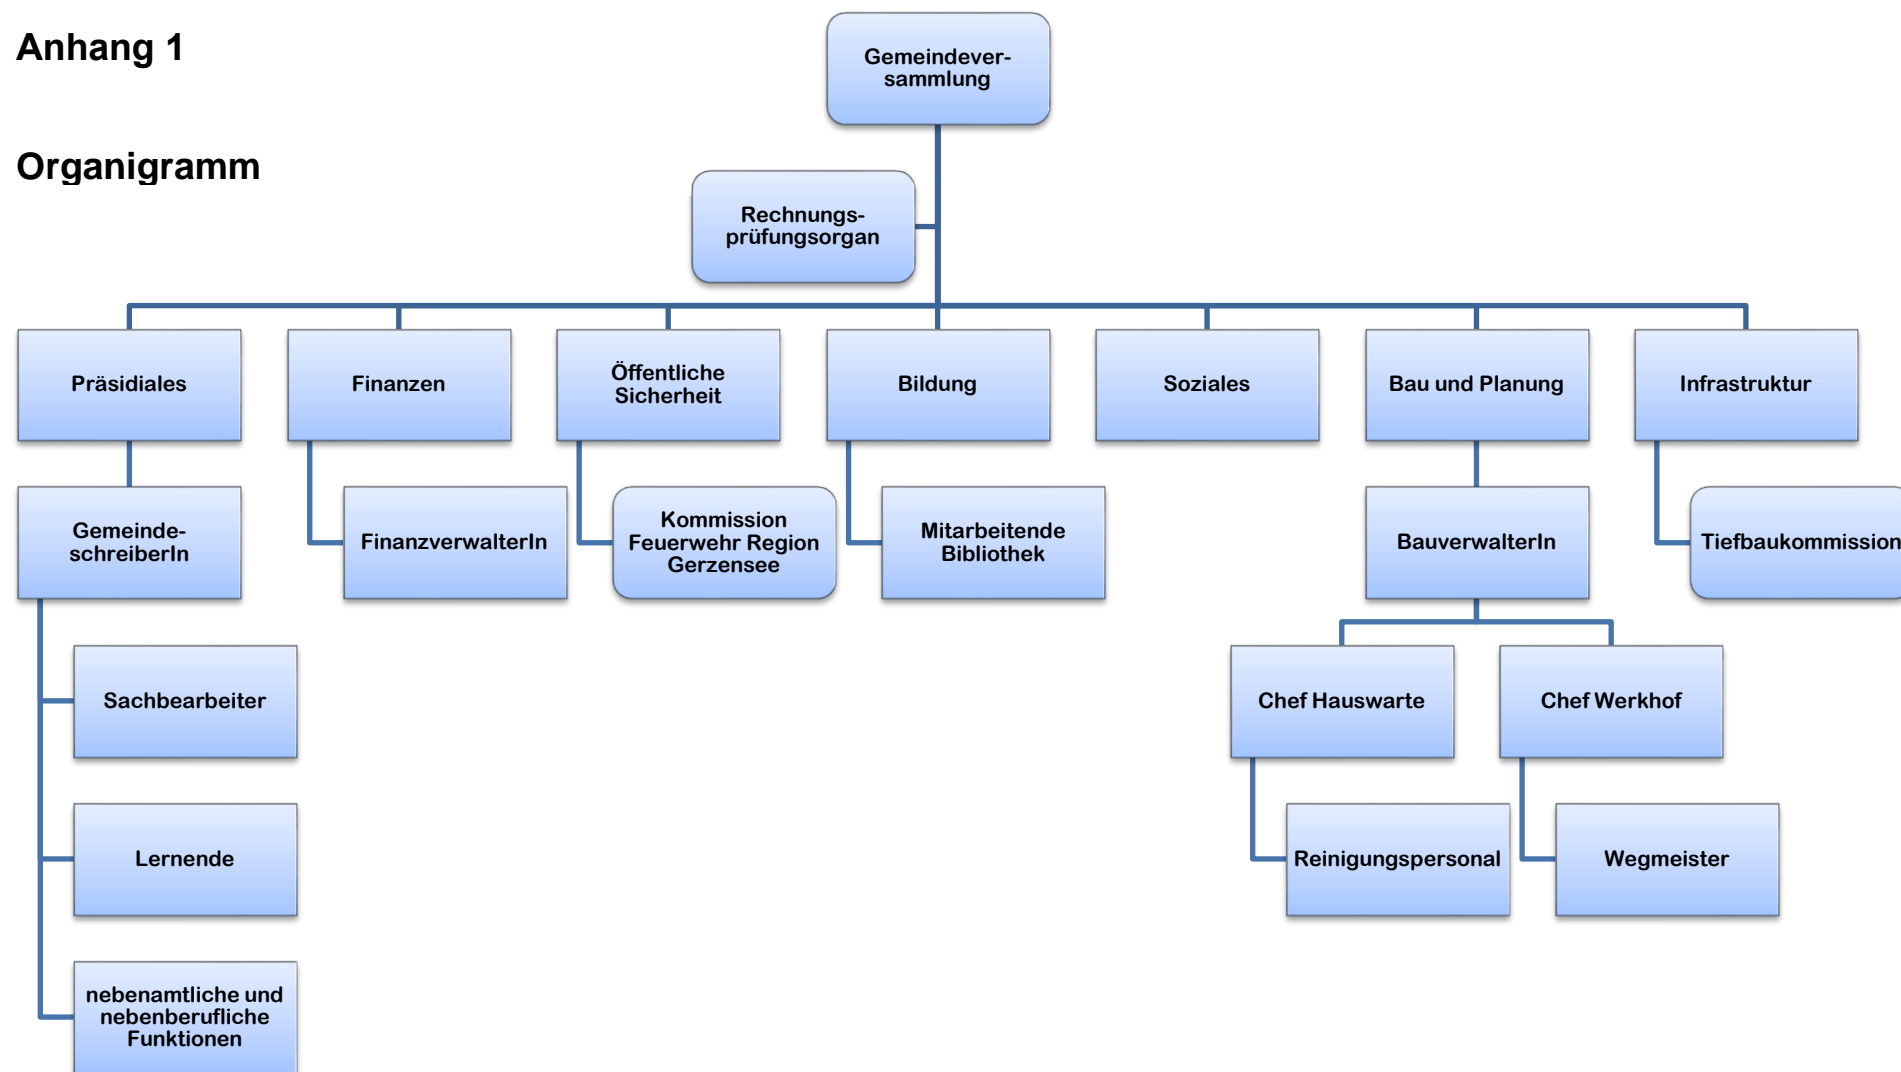 Anhang 1
Gemeindever-
sammlung
Organigramm
Rechnungs-
prüfungsorgan
Präsidiales
Finanzen
Öffentliche
Sicherheit
Bildung
Soziales
Bau und Planung
Infrastruktur
Gemeinde-
schreiberIn
FinanzverwalterIn
Kommission
Feuerwehr Region
Gerzensee
Mitarbeitende
Bibliothek
BauverwalterIn
Tiefbaukommission
Sachbearbeiter
Chef Hauswarte
Chef Werkhof
Lernende
Reinigungspersonal
Wegmeister
nebenamtliche und
nebenberufliche
Funktionen